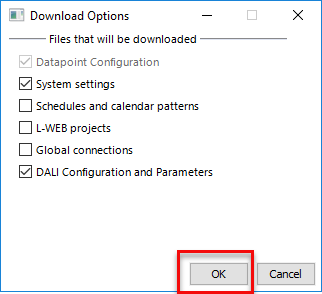 Download Options
Files that will be downloaded
Datapoint Configuration
System settings
Schedules and calendar patterns
L-WEB projects
Global connections
DALI Configuration and Parameters
OK
Cancel